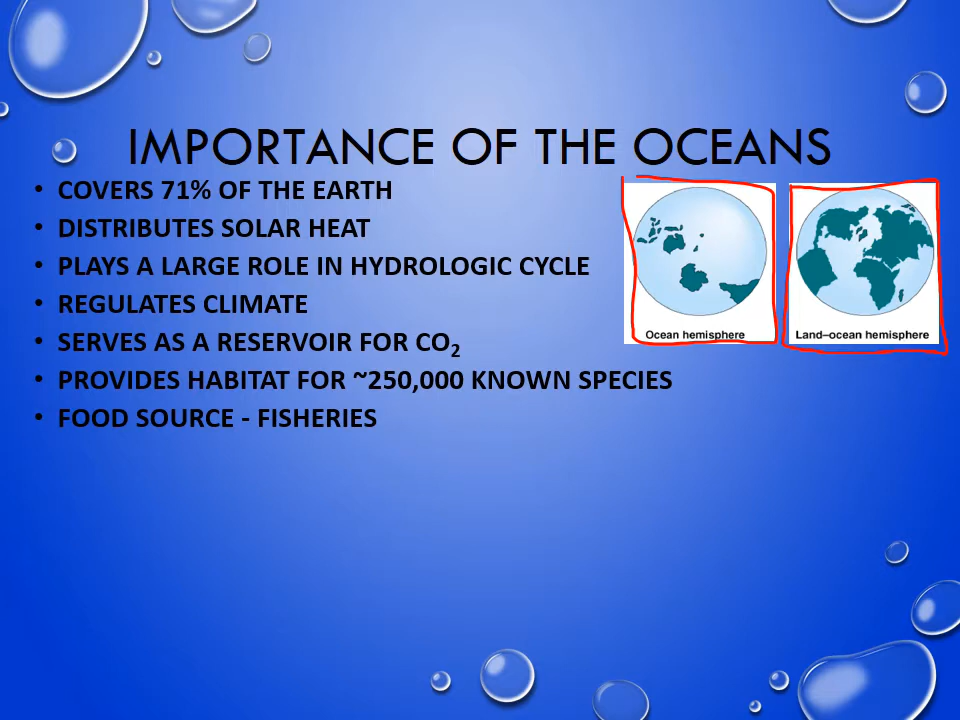 IMPORTANCE OF THE OCEANS
• COVERS 71% OF THE EARTH
• DISTRIBUTES SOLAR HEAT
• PLAYS A LARGE ROLE IN HYDROLOGIC CYCLE
• REGULATES CLIMATE
• SERVES AS A RESERVOIR FOR CO₂
• PROVIDES HABITAT FOR ~250,000 KNOWN SPECIES
• FOOD SOURCE - FISHERIES
Ocean hemisphere
Land–ocean hemisphere